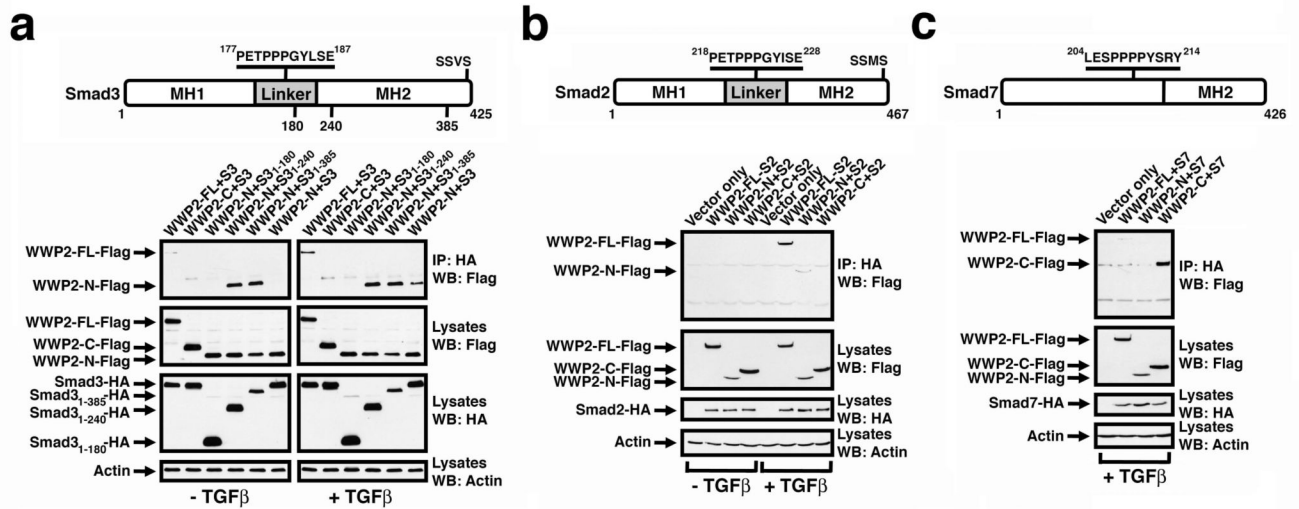 a
177PETPPPGYLSE187
SSVS
Smad3
MH1
Linker
MH2
1
180
240
385
425
WWP2-FL+S3
WWP2-C+S3
WWP2-N+S31-180
WWP2-N+S31-240
WWP2-N+S31-385
WWP2-N+S3
WWP2-FL+S3
WWP2-C+S3
WWP2-N+S31-180
WWP2-N+S31-240
WWP2-N+S31-385
WWP2-N+S3
WWP2-FL-Flag
WWP2-N-Flag
IP: HA
WB: Flag
WWP2-FL-Flag
WWP2-C-Flag
WWP2-N-Flag
Lysates
WB: Flag
Smad3-HA
Smad31-385-HA
Smad31-240-HA
Smad31-180-HA
Lysates
WB: HA
Actin
Lysates
WB: Actin
- TGFβ
+ TGFβ
b
218PETPPPGYISE228
SSMS
Smad2
MH1
Linker
MH2
1
467
Vector only
WWP2-FL-S2
WWP2-N+S2
WWP2-C+S2
Vector only
WWP2-FL-S2
WWP2-N+S2
WWP2-C+S2
WWP2-FL-Flag
WWP2-N-Flag
IP: HA
WB: Flag
WWP2-FL-Flag
WWP2-C-Flag
WWP2-N-Flag
Lysates
WB: Flag
Smad2-HA
Lysates
WB: HA
Actin
Lysates
WB: Actin
- TGFβ
+ TGFβ
c
204LESPPPPYSRY214
Smad7
MH2
1
426
Vector only
WWP2-FL+S7
WWP2-N+S7
WWP2-C+S7
WWP2-FL-Flag
WWP2-C-Flag
IP: HA
WB: Flag
WWP2-FL-Flag
WWP2-C-Flag
WWP2-N-Flag
Lysates
WB: Flag
Smad7-HA
Lysates
WB: HA
Actin
Lysates
WB: Actin
+ TGFβ